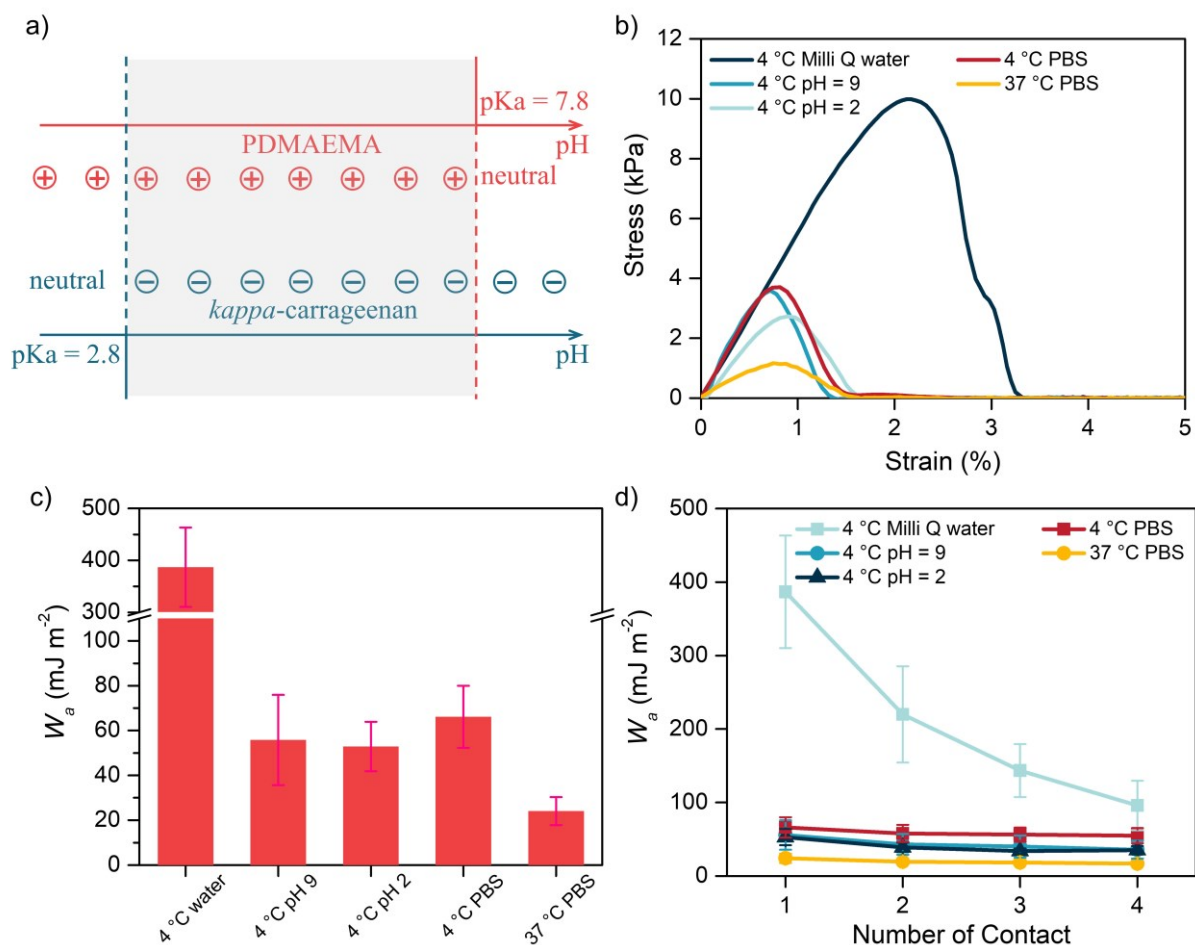 a)
pKa = 7.8
pH
PDMAEMA
+ + + + + + + + +
neutral
neutral
− − − − − − − − −
kappa-carrageenan
pKa = 2.8
pH
b)
12
10
8
6
4
2
0
Stress (kPa)
4 °C Milli Q water
4 °C pH = 9
4 °C pH = 2
4 °C PBS
37 °C PBS
0 1 2 3 4 5
Strain (%)
c)
500
400
300
100
80
60
40
20
0
Wa (mJ m-2)
4 °C water
4 °C pH 9
4 °C pH 2
4 °C PBS
37 °C PBS
d)
500
400
300
200
100
0
Wa (mJ m-2)
4 °C Milli Q water
4 °C pH = 9
4 °C pH = 2
4 °C PBS
37 °C PBS
1 2 3 4
Number of Contact